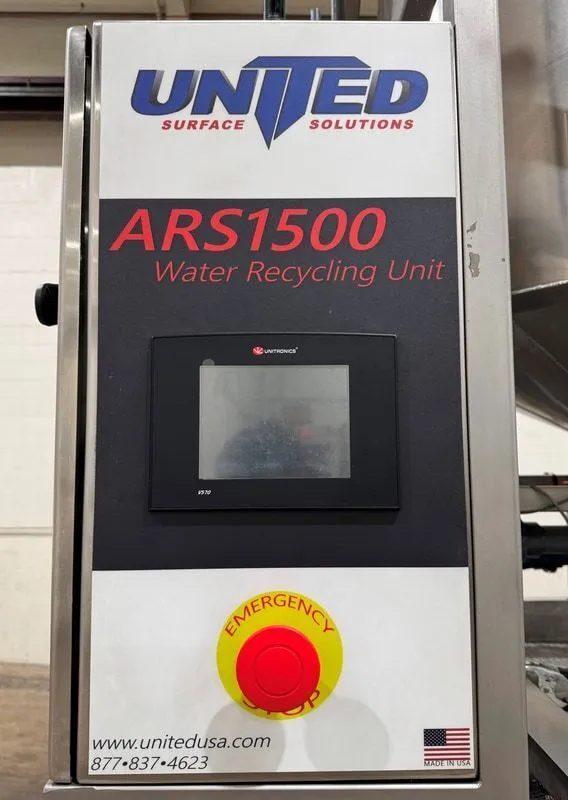 UNITED
SURFACE SOLUTIONS
ARS1500
Water Recycling Unit
UNITRONICS
V570
EMERGENCY
STOP
www.unitedusa.com
877•837•4623
MADE IN USA